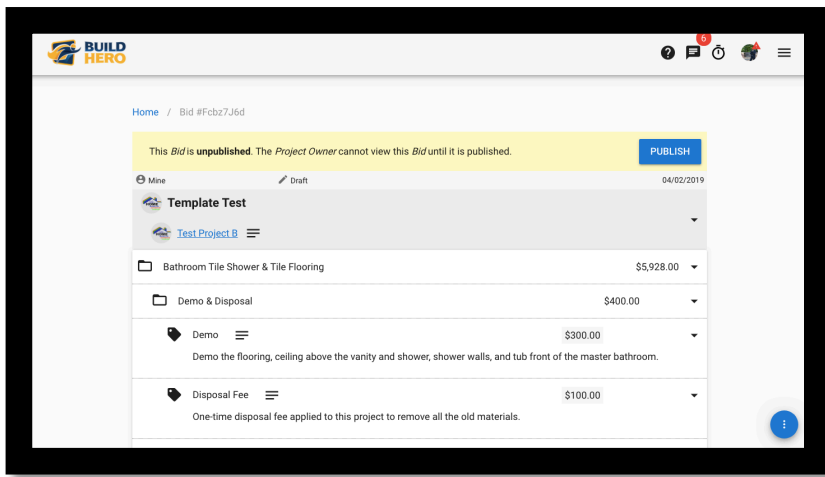 BUILD
HERO
6
Home / Bid #Fcbz7J6d
This Bid is unpublished. The Project Owner cannot view this Bid until it is published.
PUBLISH
Mine
Draft
04/02/2019
Template Test
Test Project B
Bathroom Tile Shower & Tile Flooring
$5,928.00
Demo & Disposal
$400.00
Demo
$300.00
Demo the flooring, ceiling above the vanity and shower, shower walls, and tub front of the master bathroom.
Disposal Fee
$100.00
One-time disposal fee applied to this project to remove all the old materials.